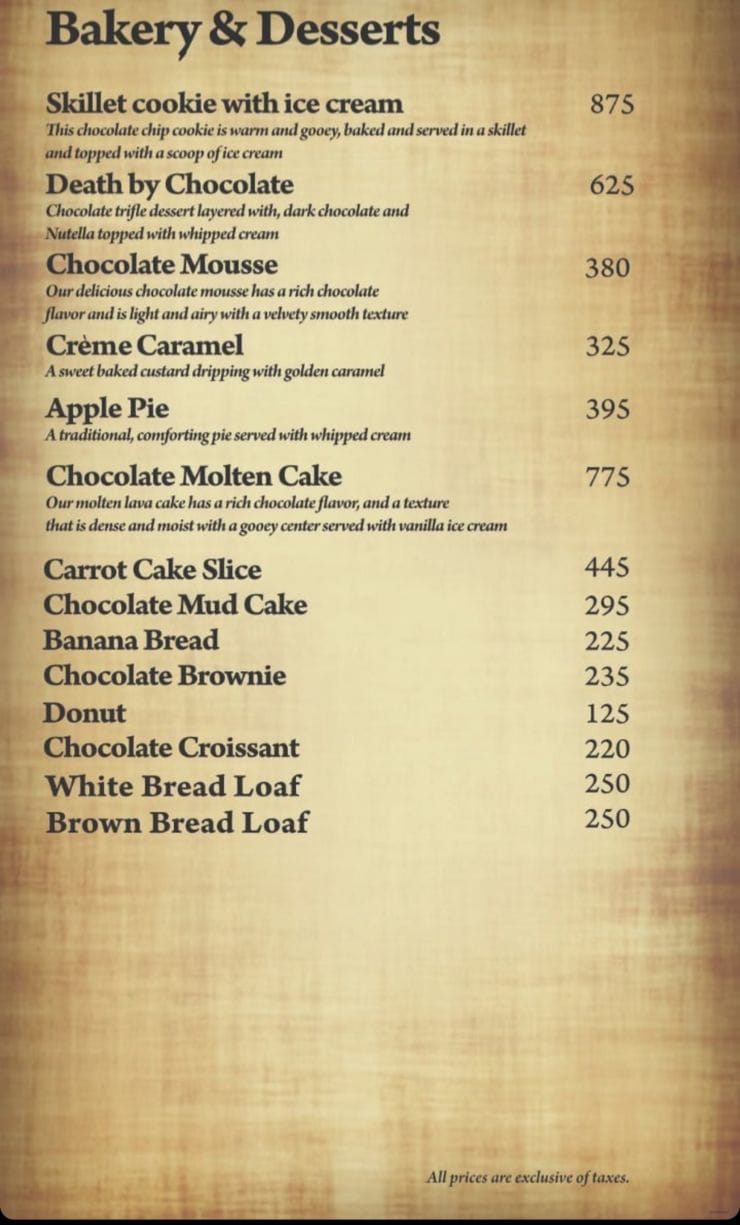 Bakery & Desserts
Skillet cookie with ice cream 875
This chocolate chip cookie is warm and gooey, baked and served in a skillet
and topped with a scoop of ice cream
Death by Chocolate 625
Chocolate trifle dessert layered with, dark chocolate and
Nutella topped with whipped cream
Chocolate Mousse 380
Our delicious chocolate mousse has a rich chocolate
flavor and is light and airy with a velvety smooth texture
Crème Caramel 325
A sweet baked custard dripping with golden caramel
Apple Pie 395
A traditional, comforting pie served with whipped cream
Chocolate Molten Cake 775
Our molten lava cake has a rich chocolate flavor, and a texture
that is dense and moist with a gooey center served with vanilla ice cream
Carrot Cake Slice 445
Chocolate Mud Cake 295
Banana Bread 225
Chocolate Brownie 235
Donut 125
Chocolate Croissant 220
White Bread Loaf 250
Brown Bread Loaf 250
All prices are exclusive of taxes.